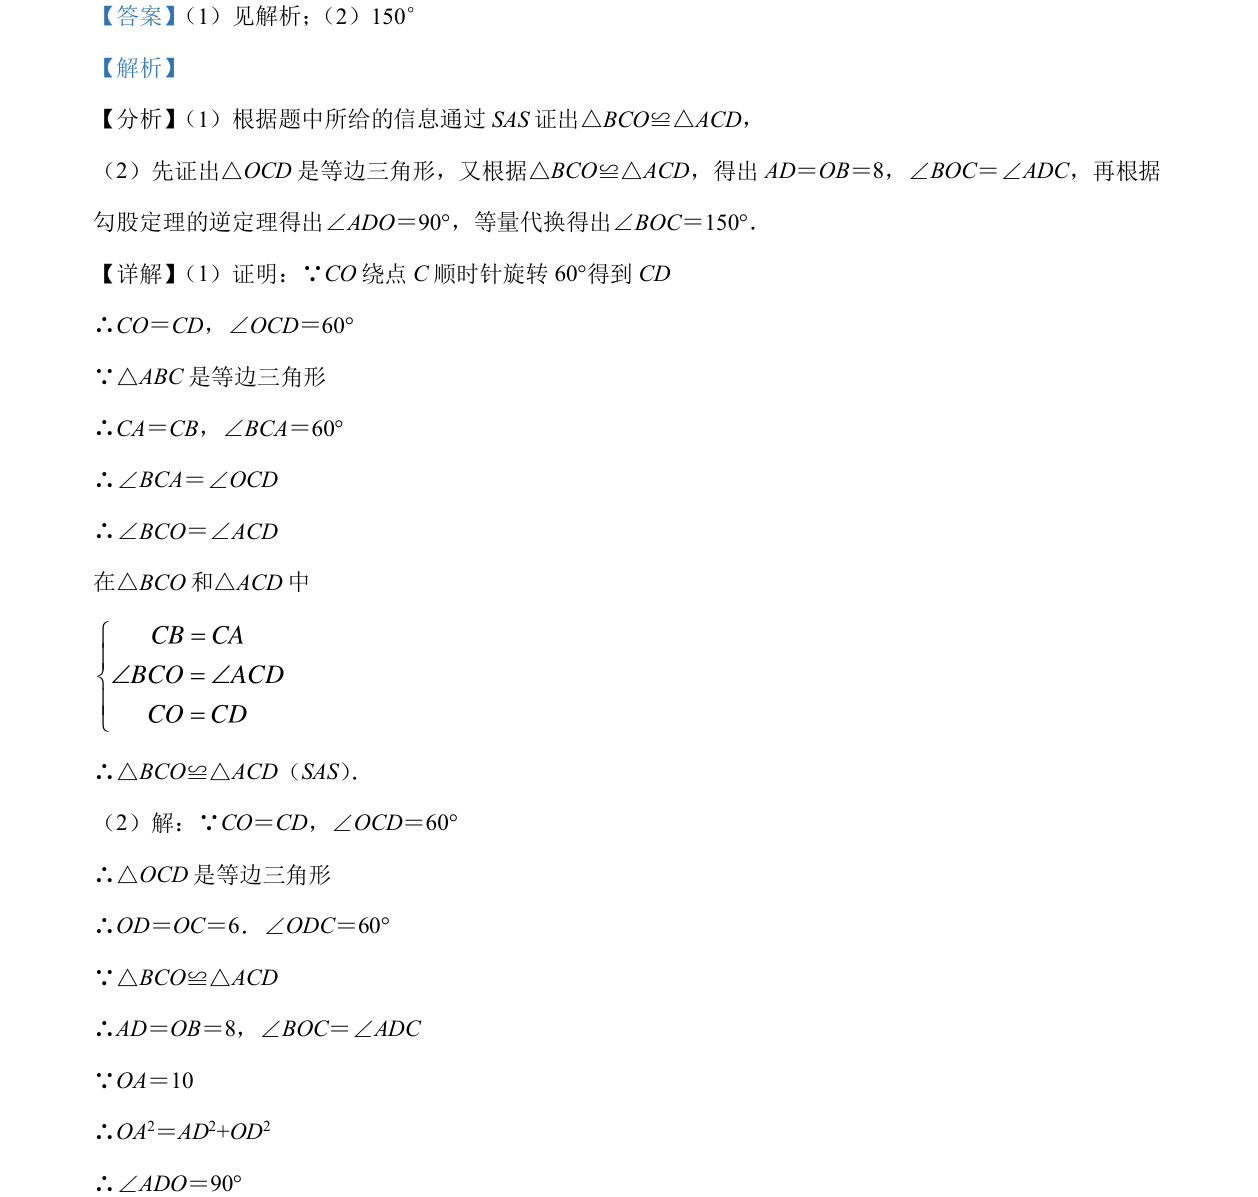 【答案】（1）见解析；（2）150°
【解析】
【分析】（1）根据题中所给的信息通过 SAS 证出△BCO≌△ACD，
（2）先证出△OCD 是等边三角形，又根据△BCO≌△ACD，得出 AD＝OB＝8，∠BOC＝∠ADC，再根据
勾股定理的逆定理得出∠ADO＝90°，等量代换得出∠BOC＝150°．
【详解】（1）证明：∵CO 绕点 C 顺时针旋转 60°得到 CD
∴CO＝CD，∠OCD＝60°
∵△ABC 是等边三角形
∴CA＝CB，∠BCA＝60°
∴∠BCA＝∠OCD
∴∠BCO＝∠ACD
在△BCO 和△ACD 中
CB = CA
∠BCO = ∠ACD
CO = CD
∴△BCO≌△ACD（SAS）．
（2）解：∵CO＝CD，∠OCD＝60°
∴△OCD 是等边三角形
∴OD＝OC＝6．∠ODC＝60°
∵△BCO≌△ACD
∴AD＝OB＝8，∠BOC＝∠ADC
∵OA＝10
∴OA²＝AD²+OD²
∴∠ADO＝90°